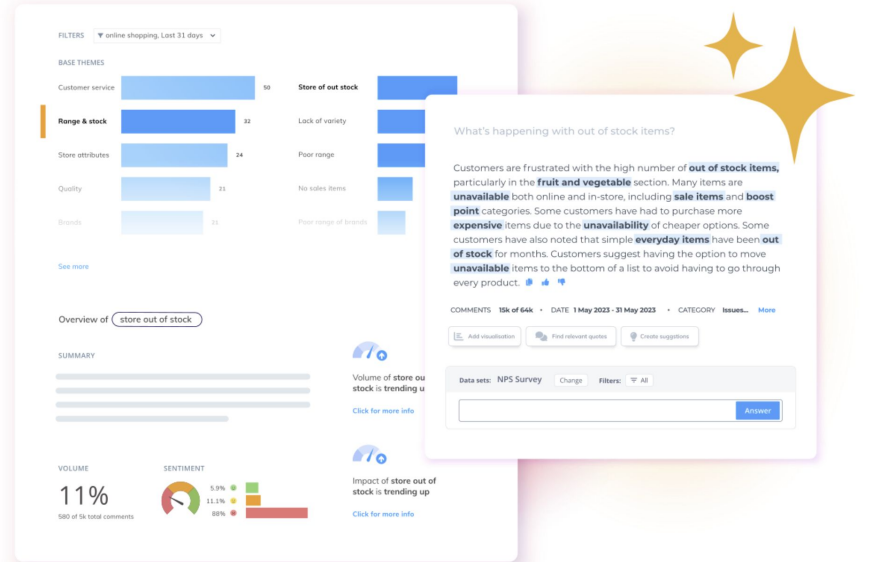 FILTERS online shopping, Last 31 days
BASE THEMES
Customer service 50
Range & stock 32
Store attributes 24
Quality 21
Brands 21
See more
Store of out stock
Lack of variety
Poor range
No sales items
Poor range of brands
Overview of store out of stock
SUMMARY
Volume of store ou
stock is trending u
Click for more info
VOLUME
11%
580 of 5k total comments
SENTIMENT
5.9%
11.1%
88%
Impact of store out of
stock is trending up
Click for more info
What's happening with out of stock items?
Customers are frustrated with the high number of out of stock items,
particularly in the fruit and vegetable section. Many items are
unavailable both online and in-store, including sale items and boost
point categories. Some customers have had to purchase more
expensive items due to the unavailability of cheaper options. Some
customers have also noted that simple everyday items have been out
of stock for months. Customers suggest having the option to move
unavailable items to the bottom of a list to avoid having to go through
every product.
COMMENTS 15k of 64k • DATE 1 May 2023 - 31 May 2023 • CATEGORY Issues... More
Add visualisation Find relevant quotes Create suggstions
Data sets: NPS Survey Change Filters: All
Answer